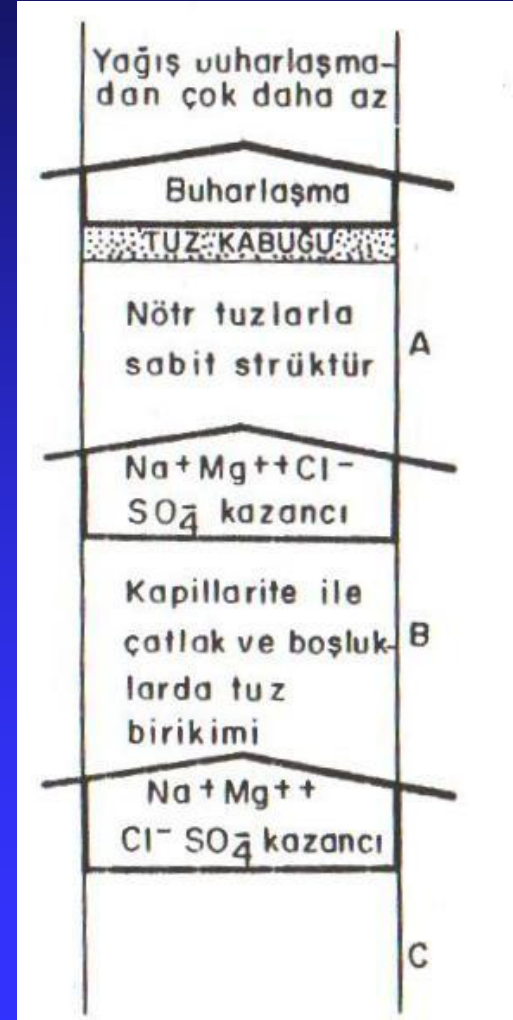 Yağış buharlaşma-
dan çok daha az
Buharlaşma
TUZ KABUĞU
Nötr tuzlarla
sabit strüktür
A
Na+Mg++Cl-
SO4= kazancı
Kapillarite ile
çatlak ve boşluk-
larda tuz
birikimi
B
Na+Mg++
Cl- SO4= kazancı
C